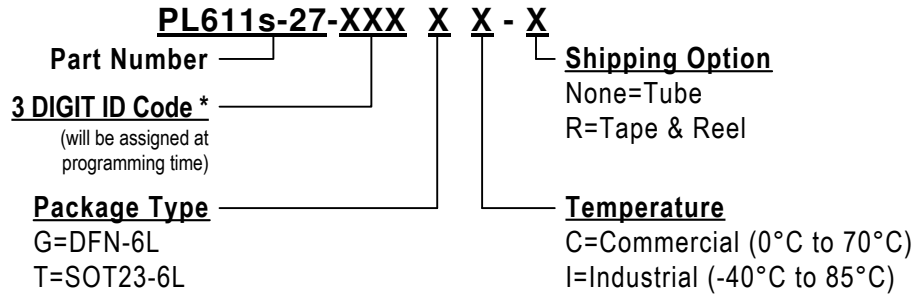 PL611s-27-XXX X X - X
Part Number
3 DIGIT ID Code *
(will be assigned at
programming time)
Package Type
G=DFN-6L
T=SOT23-6L
Shipping Option
None=Tube
R=Tape & Reel
Temperature
C=Commercial (0°C to 70°C)
I=Industrial (-40°C to 85°C)